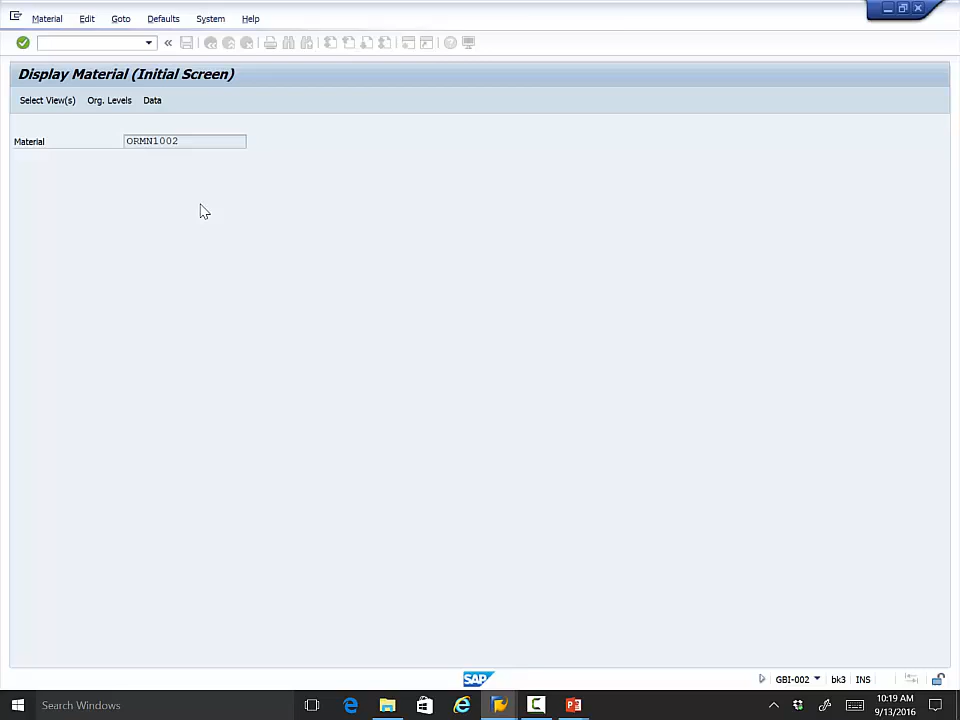 Material Edit Goto Defaults System Help
Display Material (Initial Screen)
Select View(s) Org. Levels Data
Material ORMN1002
SAP
GBI-002 bk3 INS
Search Windows
10:19 AM
9/13/2016